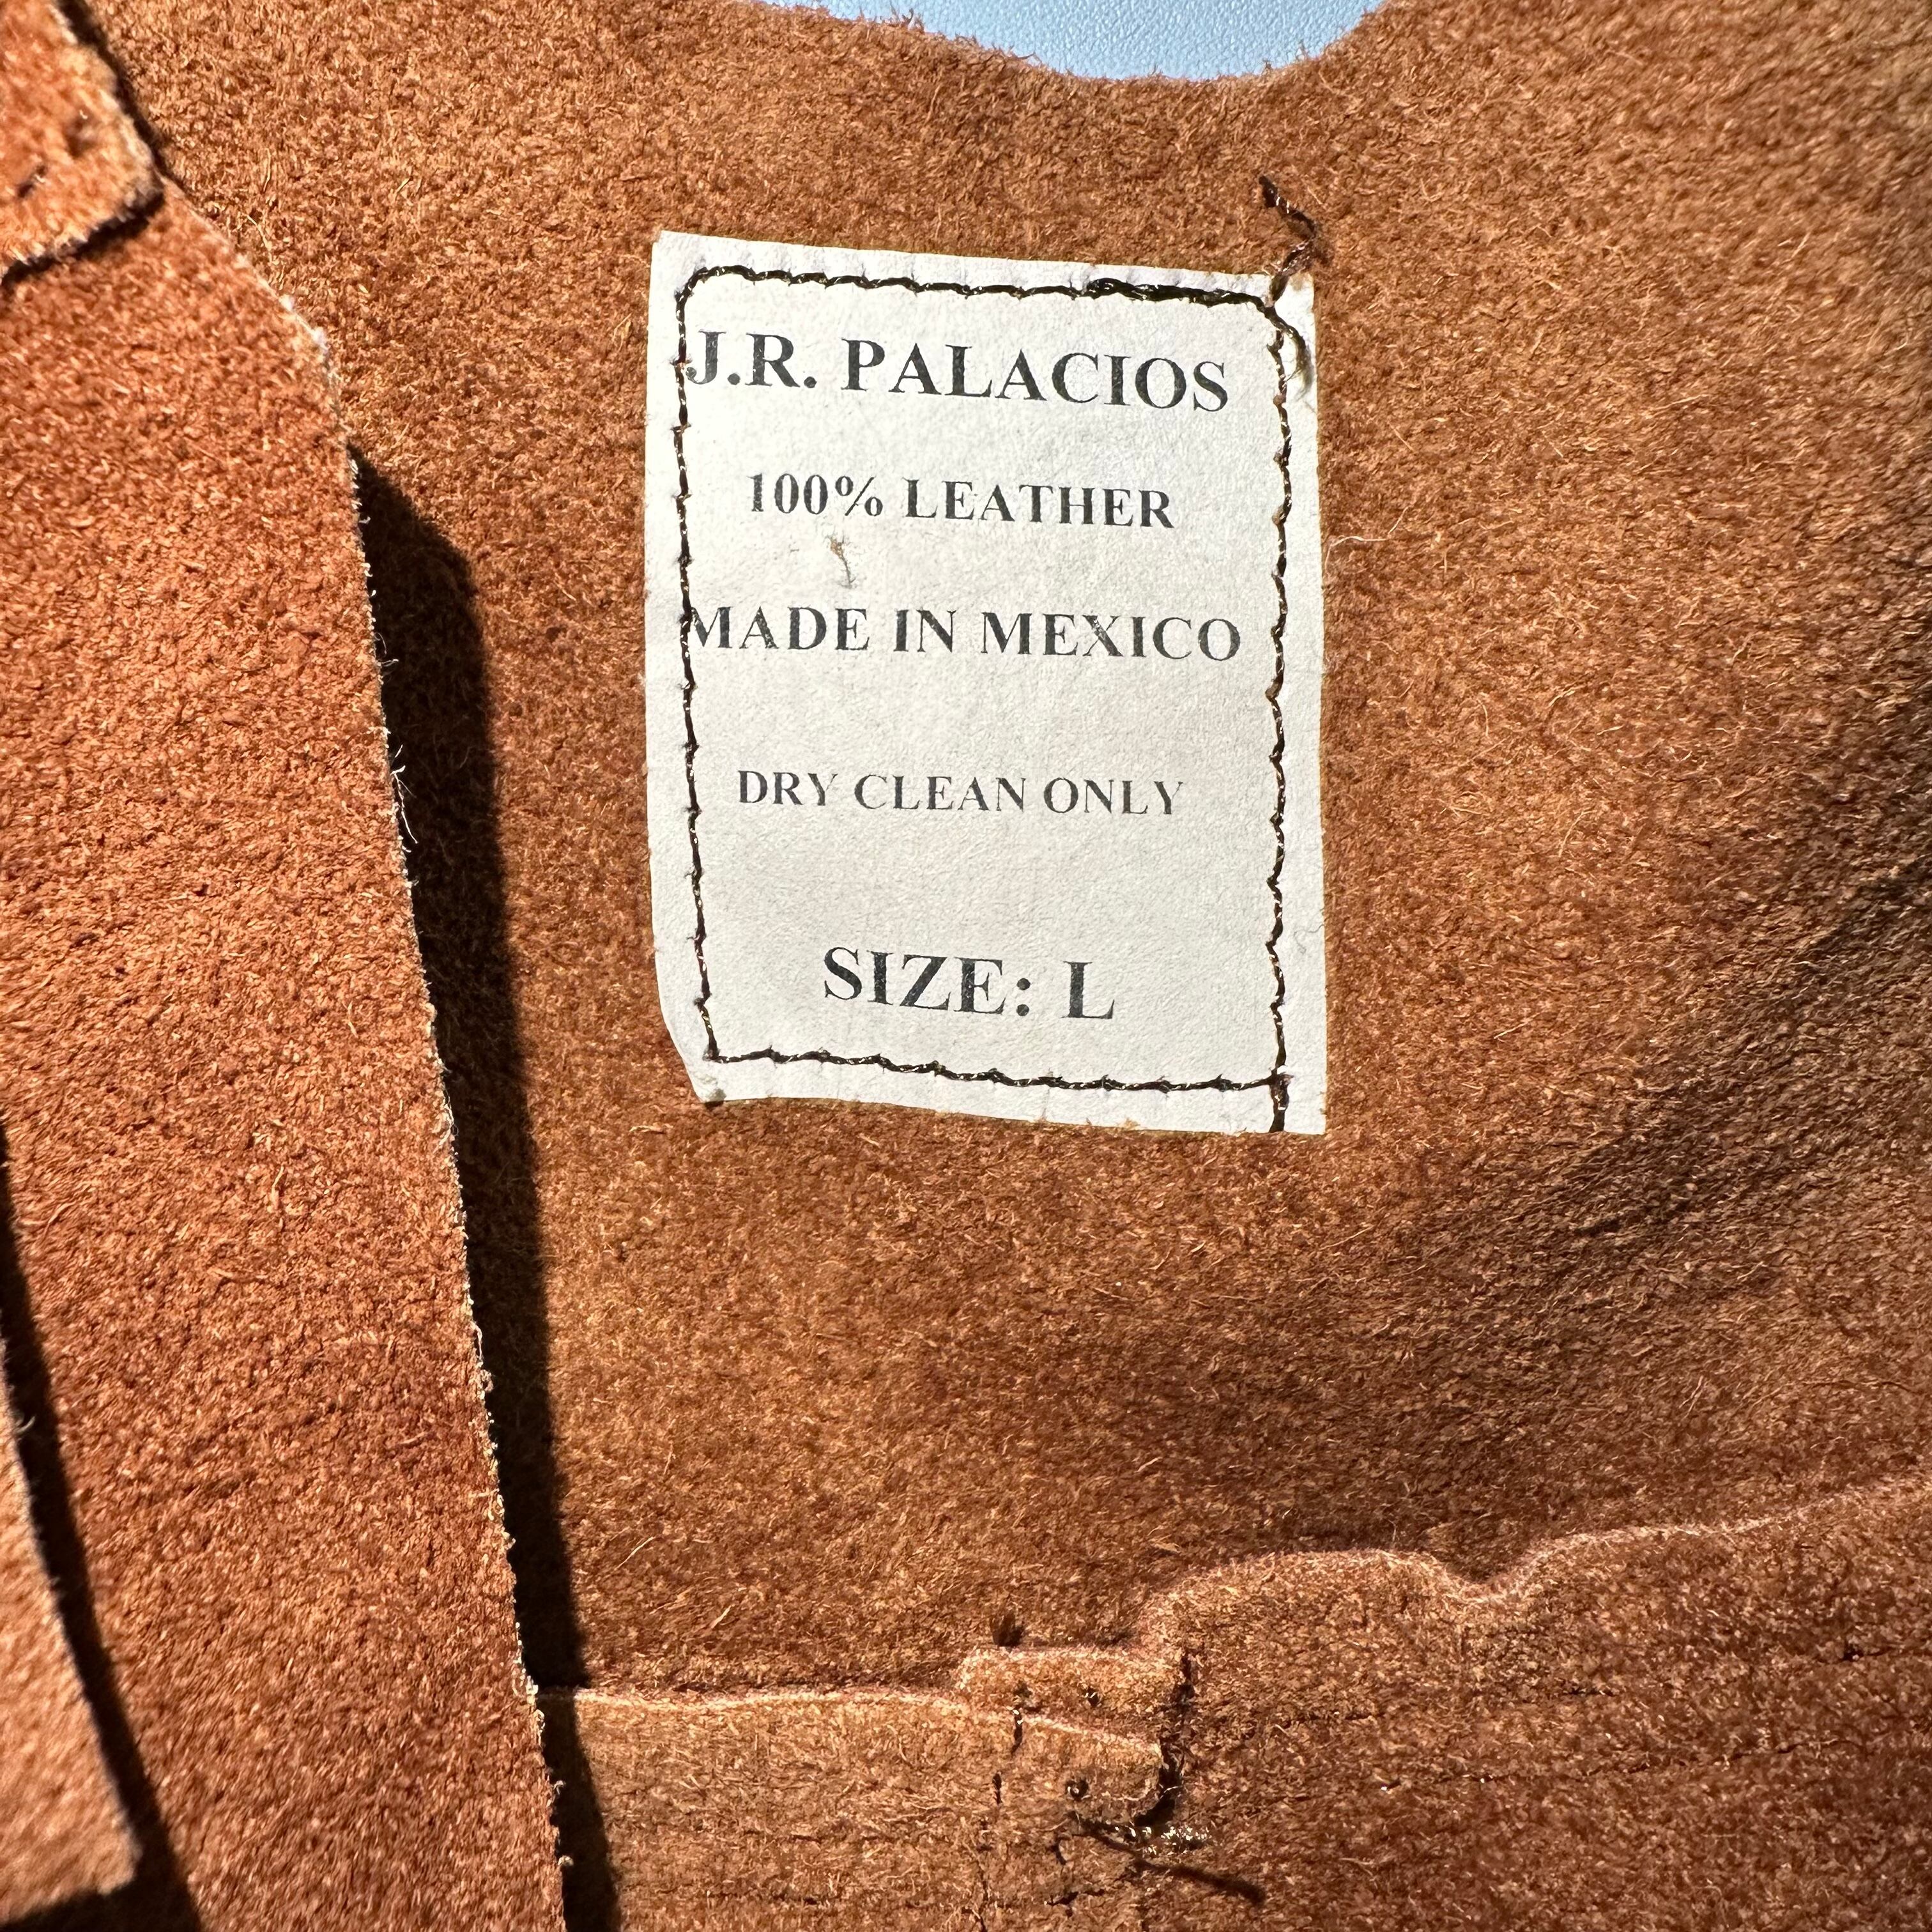 J.R. PALACIOS
100% LEATHER
MADE IN MEXICO
DRY CLEAN ONLY
SIZE: L